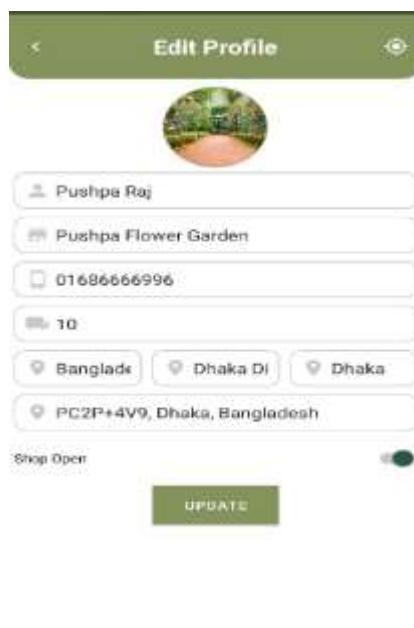 Edit Profile
Pushpa Raj
Pushpa Flower Garden
01686666996
10
Banglade Dhaka Di Dhaka
PC2P+4V9, Dhaka, Bangladesh
Shop Open
UPDATE